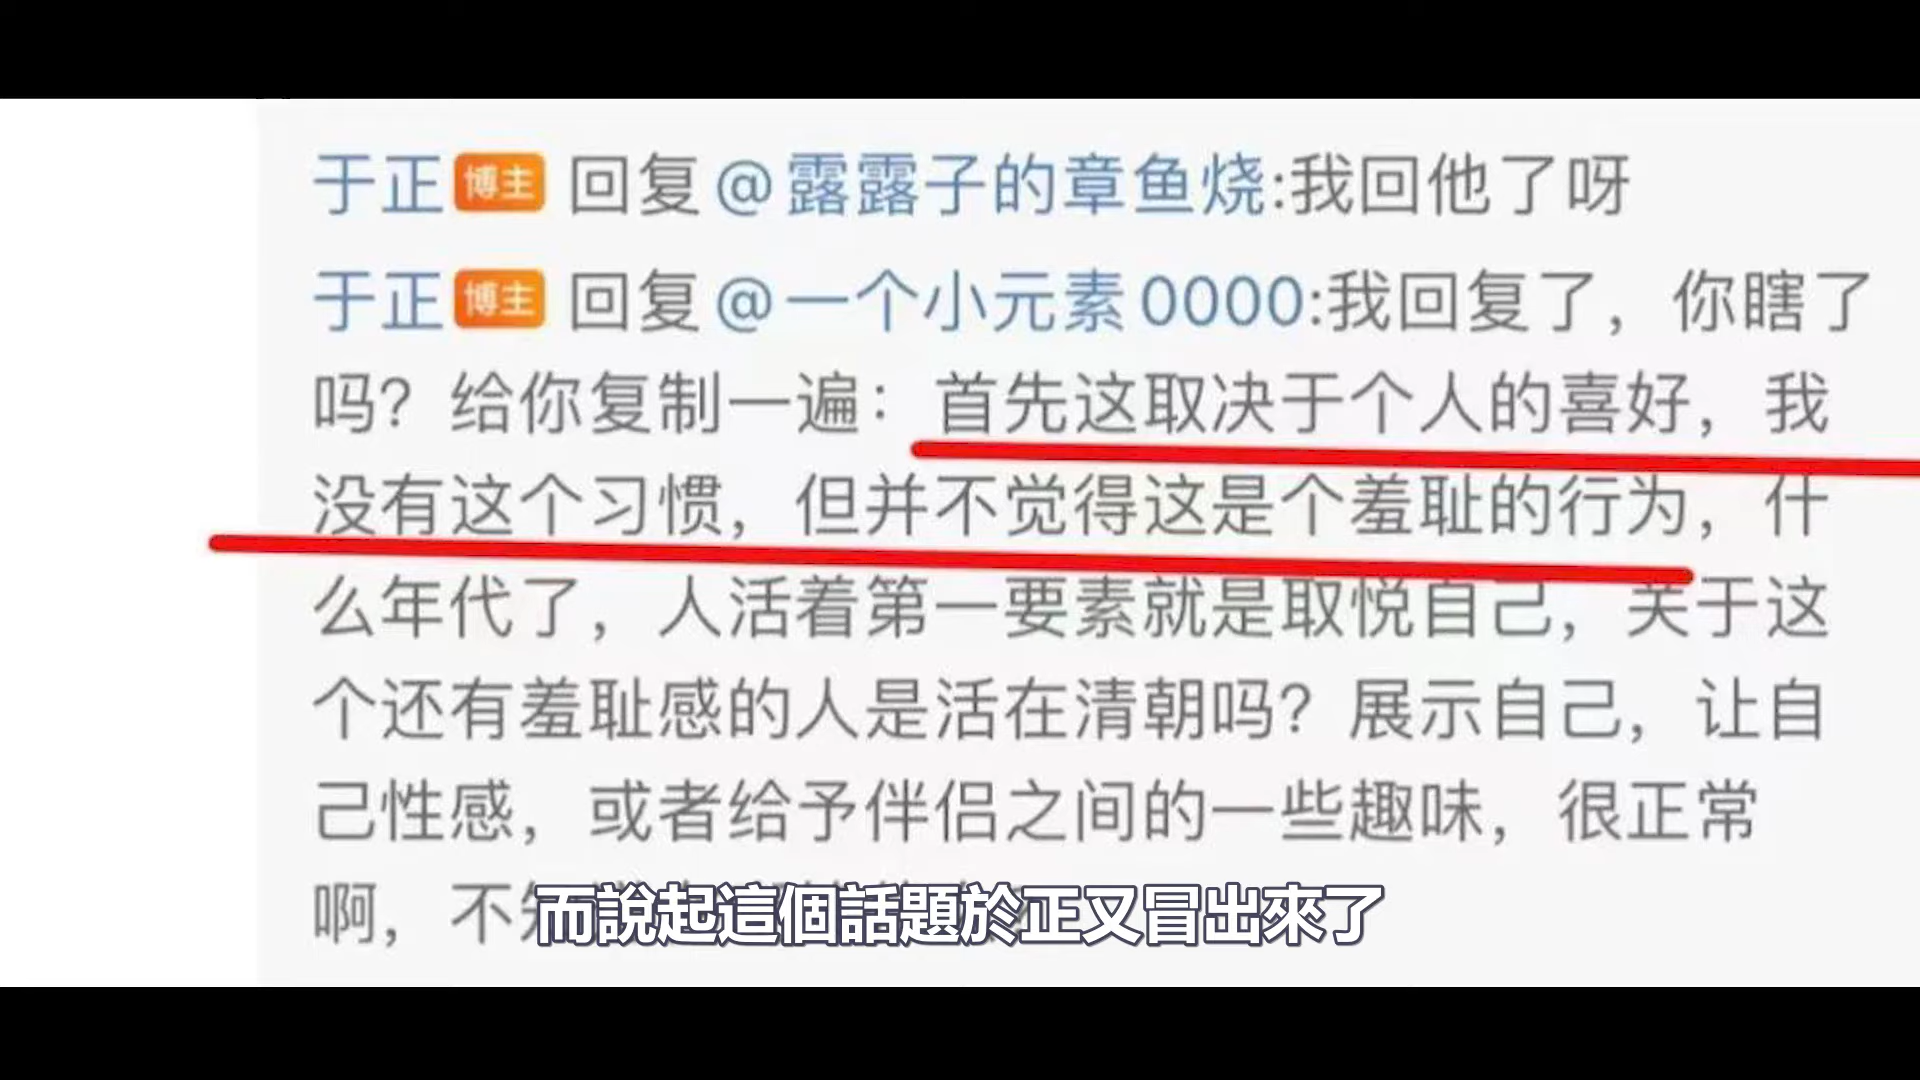 于正 博主 回复 @露露子的章鱼烧:我回他了呀
于正 博主 回复 @一个小元素0000:我回复了，你瞎了
吗？给你复制一遍：首先这取决于个人的喜好，我
没有这个习惯，但并不觉得这是个羞耻的行为，什
么年代了，人活着第一要素就是取悦自己，关于这
个还有羞耻感的人是活在清朝吗？展示自己，让自
己性感，或者给予伴侣之间的一些趣味，很正常
啊，不
而說起這個話題於正又冒出來了